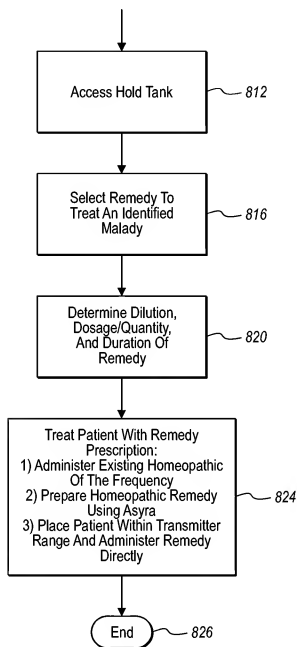 Access Hold Tank
812
Select Remedy To
Treat An Identified
Malady
816
Determine Dilution,
Dosage/Quantity,
And Duration Of
Remedy
820
Treat Patient With Remedy
Prescription:
1) Administer Existing Homeopathic
Of The Frequency
2) Prepare Homeopathic Remedy
Using Asyra
3) Place Patient Within Transmitter
Range And Administer Remedy
Directly
824
End
826